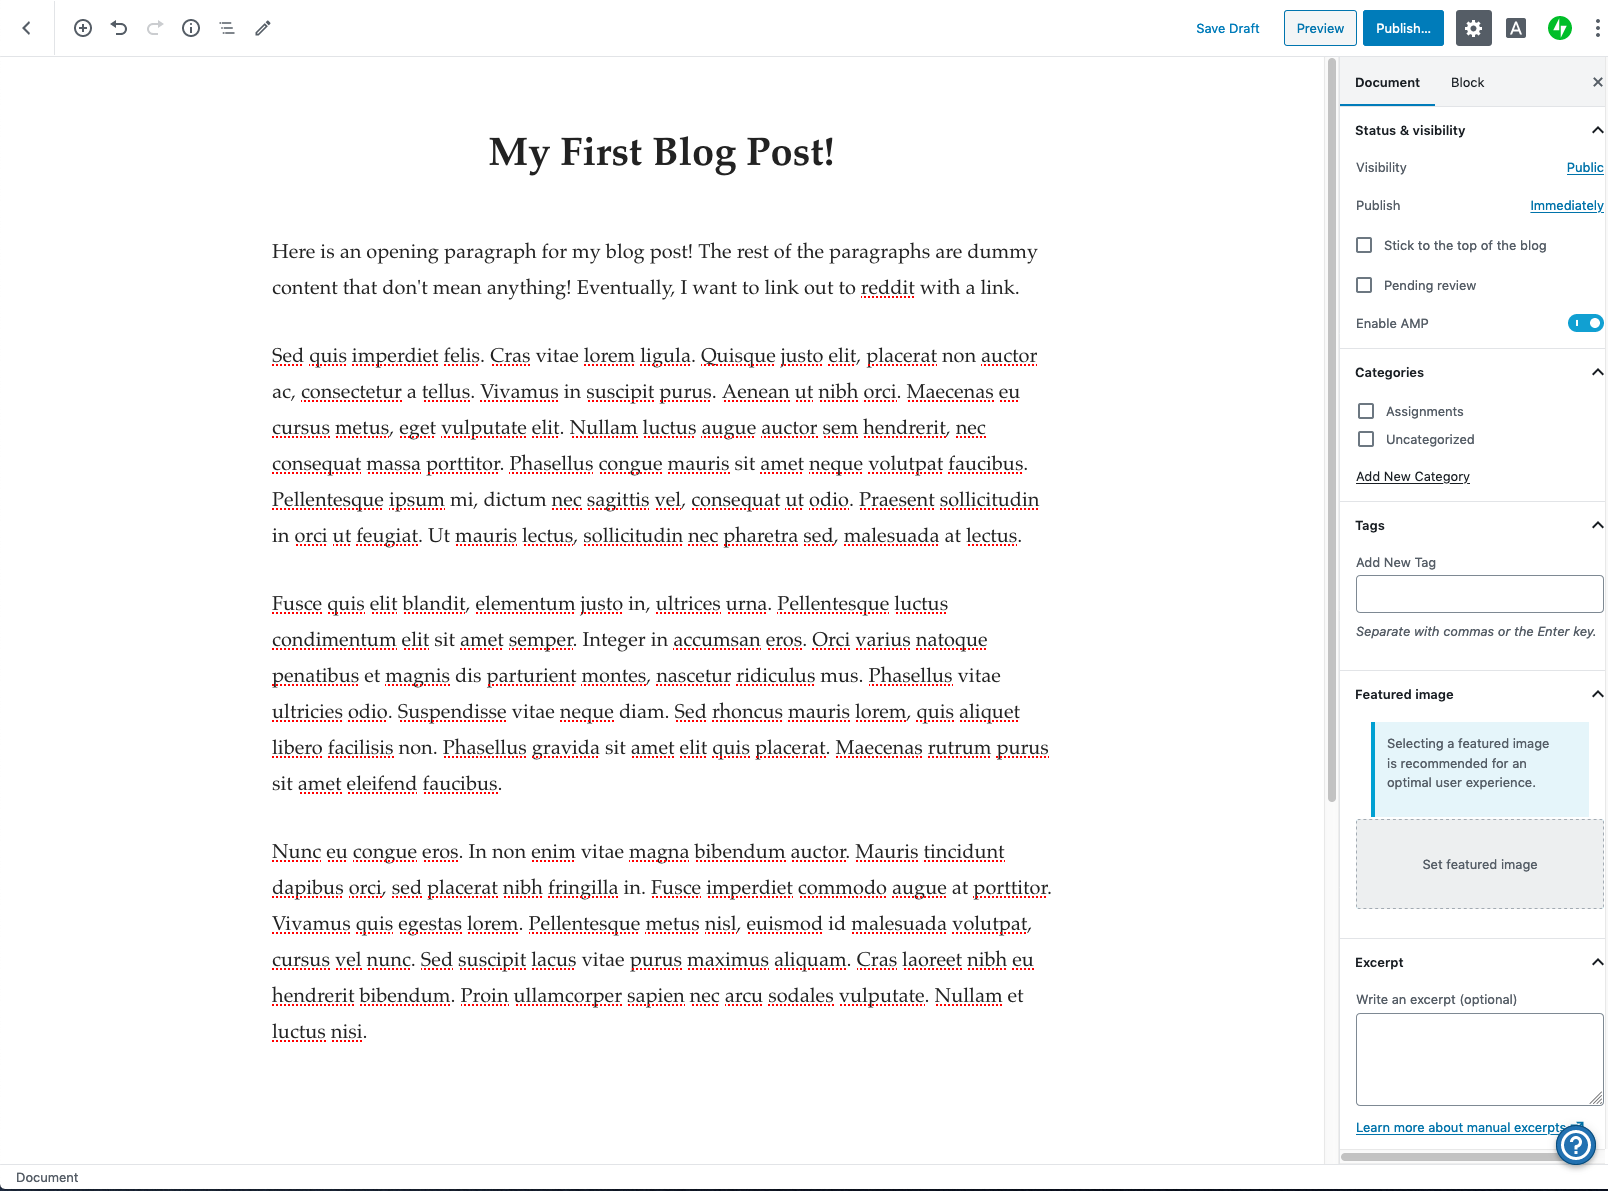 Save Draft
Preview
Publish...
A
Document
Block
My First Blog Post!
Here is an opening paragraph for my blog post! The rest of the paragraphs are dummy
content that don't mean anything! Eventually, I want to link out to reddit with a link.
Sed quis imperdiet felis. Cras vitae lorem ligula. Quisque justo elit, placerat non auctor
ac, consectetur a tellus. Vivamus in suscipit purus. Aenean ut nibh orci. Maecenas eu
cursus metus, eget vulputate elit. Nullam luctus augue auctor sem hendrerit, nec
consequat massa porttitor. Phasellus congue mauris sit amet neque volutpat faucibus.
Pellentesque ipsum mi, dictum nec sagittis vel, consequat ut odio. Praesent sollicitudin
in orci ut feugiat. Ut mauris lectus, sollicitudin nec pharetra sed, malesuada at lectus.
Fusce quis elit blandit, elementum justo in, ultrices urna. Pellentesque luctus
condimentum elit sit amet semper. Integer in accumsan eros. Orci varius natoque
penatibus et magnis dis parturient montes, nascetur ridiculus mus. Phasellus vitae
ultricies odio. Suspendisse vitae neque diam. Sed rhoncus mauris lorem, quis aliquet
libero facilisis non. Phasellus gravida sit amet elit quis placerat. Maecenas rutrum purus
sit amet eleifend faucibus.
Nunc eu congue eros. In non enim vitae magna bibendum auctor. Mauris tincidunt
dapibus orci, sed placerat nibh fringilla in. Fusce imperdiet commodo augue at porttitor.
Vivamus quis egestas lorem. Pellentesque metus nisl, euismod id malesuada volutpat,
cursus vel nunc. Sed suscipit lacus vitae purus maximus aliquam. Cras laoreet nibh eu
hendrerit bibendum. Proin ullamcorper sapien nec arcu sodales vulputate. Nullam et
luctus nisi.
Status & visibility
Visibility
Public
Publish
Immediately
Stick to the top of the blog
Pending review
Enable AMP
Categories
Assignments
Uncategorized
Add New Category
Tags
Add New Tag
Separate with commas or the Enter key.
Featured image
Selecting a featured image
is recommended for an
optimal user experience.
Set featured image
Excerpt
Write an excerpt (optional)
Learn more about manual excerpts
Document